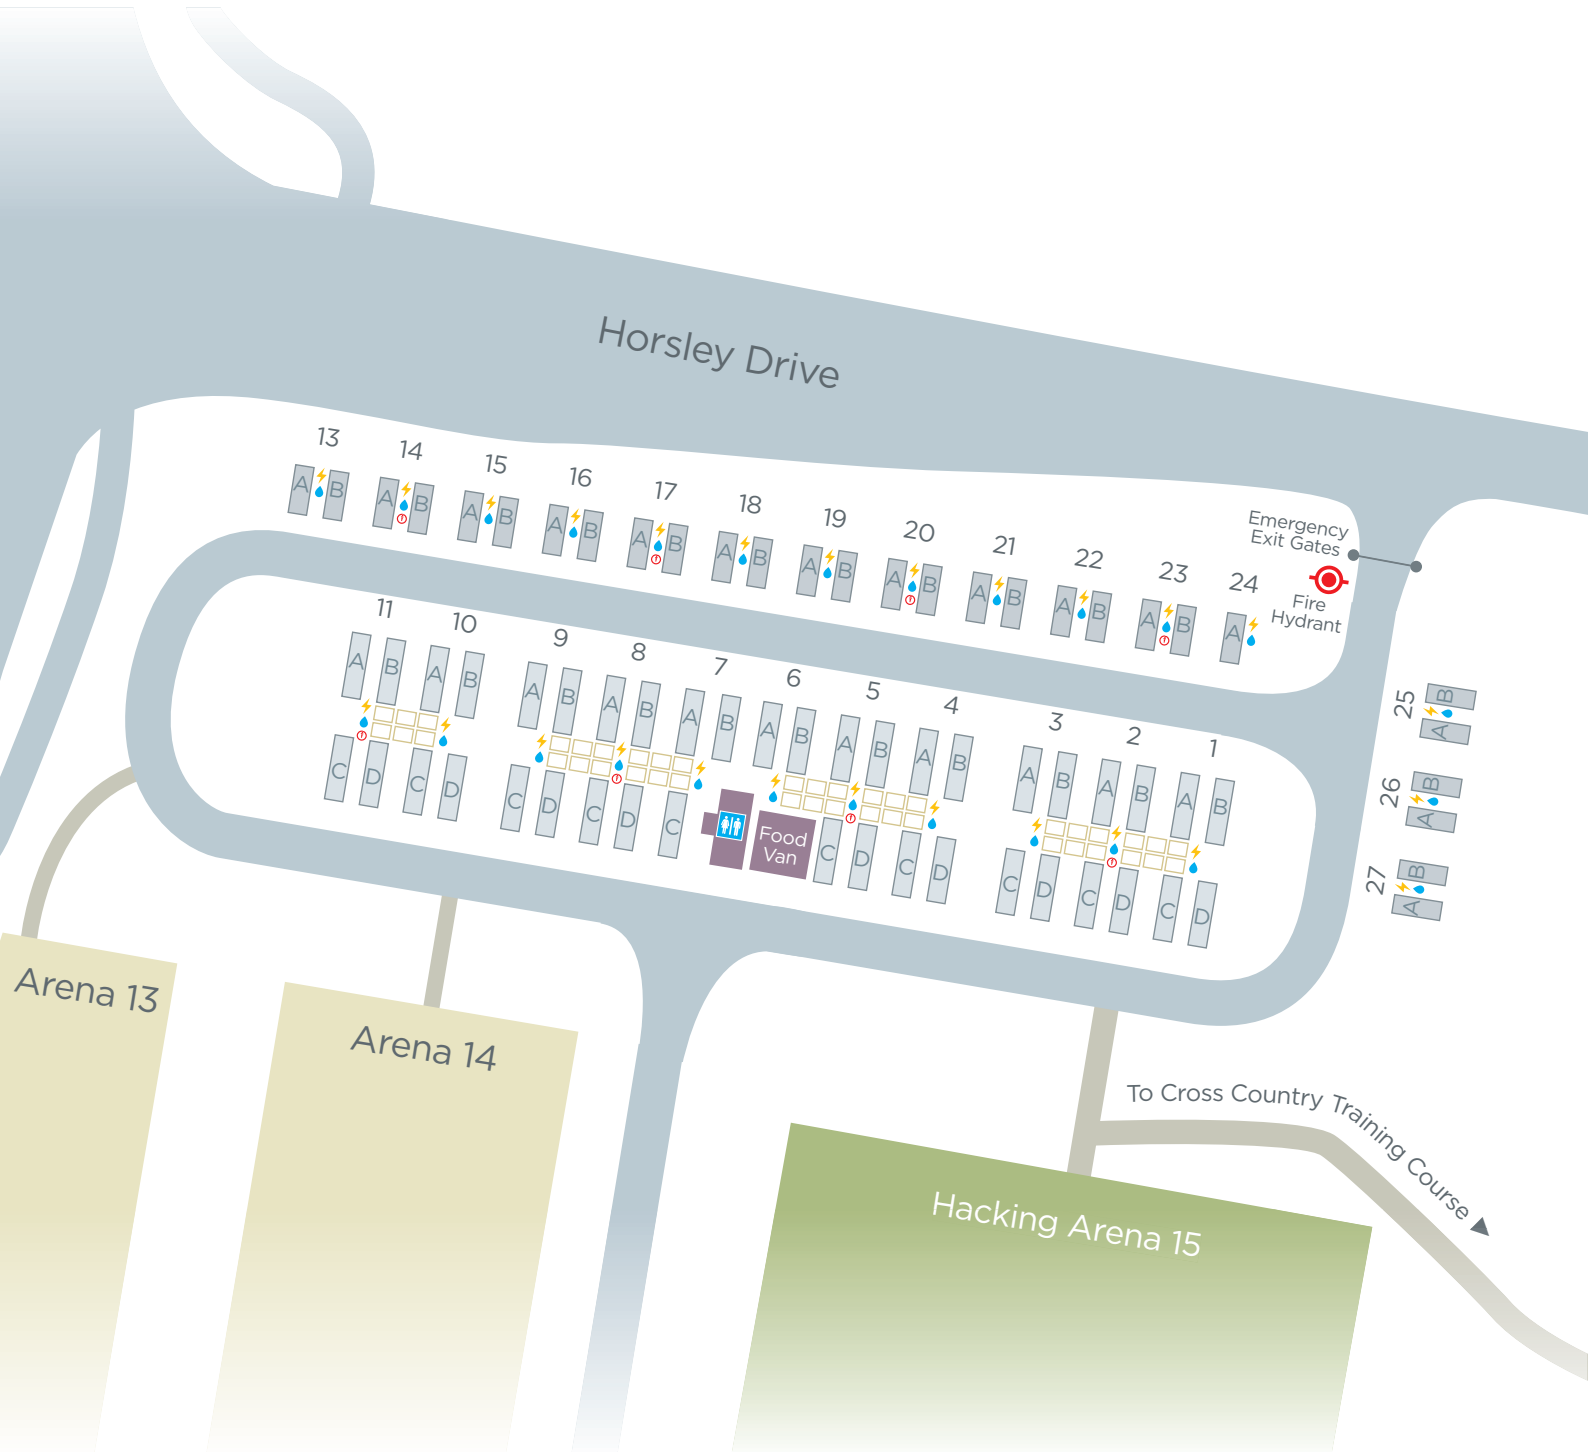 Horsley Drive
13
14
15
16
17
18
19
20
21
22
23
24
A B
A B
A B
A B
A B
A B
A B
A B
A B
A B
A B
A
Emergency
Exit Gates
Fire
Hydrant
11
10
9
8
7
6
5
4
3
2
1
A B
A B
A B
A B
A B
A B
A B
A B
A B
A B
A B
C D
C D
C D
C D
C
Food
Van
C D
C D
C D
C D
C D
25
B
A
26
B
A
27
B
A
Arena 13
Arena 14
Hacking Arena 15
To Cross Country Training Course